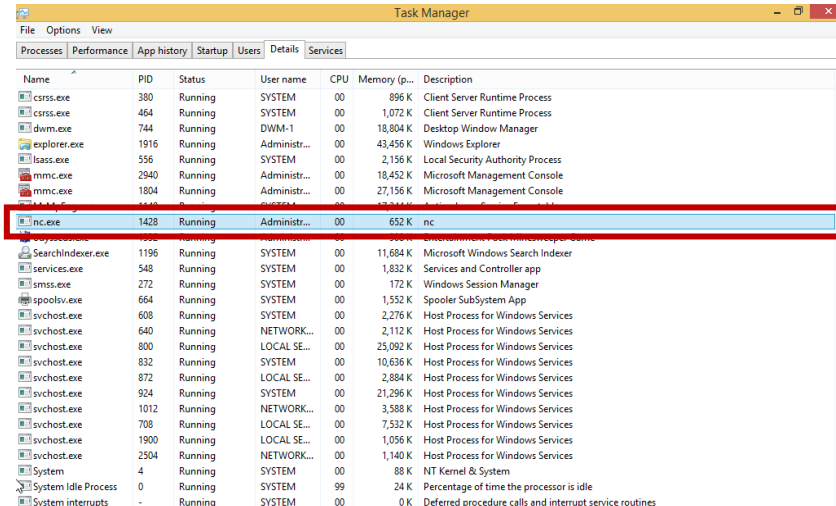 Task Manager
File Options View
Processes Performance App history Startup Users Details Services
Name PID Status User name CPU Memory (p... Description
csrss.exe 380 Running SYSTEM 00 896 K Client Server Runtime Process
csrss.exe 464 Running SYSTEM 00 1,072 K Client Server Runtime Process
dwm.exe 744 Running DWM-1 00 18,804 K Desktop Window Manager
explorer.exe 1916 Running Administr... 00 43,456 K Windows Explorer
lsass.exe 556 Running SYSTEM 00 2,156 K Local Security Authority Process
mmc.exe 2940 Running Administr... 00 18,452 K Microsoft Management Console
mmc.exe 1804 Running Administr... 00 27,156 K Microsoft Management Console
nc.exe 1428 Running Administr... 00 652 K nc
SearchIndexer.exe 1196 Running SYSTEM 00 11,684 K Microsoft Windows Search Indexer
services.exe 548 Running SYSTEM 00 1,832 K Services and Controller app
smss.exe 272 Running SYSTEM 00 172 K Windows Session Manager
spoolsv.exe 664 Running SYSTEM 00 1,552 K Spooler SubSystem App
svchost.exe 608 Running SYSTEM 00 2,276 K Host Process for Windows Services
svchost.exe 640 Running NETWORK... 00 2,112 K Host Process for Windows Services
svchost.exe 800 Running LOCAL SE... 00 25,092 K Host Process for Windows Services
svchost.exe 832 Running SYSTEM 00 10,636 K Host Process for Windows Services
svchost.exe 872 Running LOCAL SE... 00 2,884 K Host Process for Windows Services
svchost.exe 924 Running SYSTEM 00 21,296 K Host Process for Windows Services
svchost.exe 1012 Running NETWORK... 00 3,588 K Host Process for Windows Services
svchost.exe 708 Running LOCAL SE... 00 7,532 K Host Process for Windows Services
svchost.exe 1900 Running LOCAL SE... 00 1,056 K Host Process for Windows Services
svchost.exe 2504 Running NETWORK... 00 1,140 K Host Process for Windows Services
System 4 Running SYSTEM 00 88 K NT Kernel & System
System Idle Process 0 Running SYSTEM 99 24 K Percentage of time the processor is idle
System interrupts - Running SYSTEM 00 0 K Deferred procedure calls and interrupt service routines